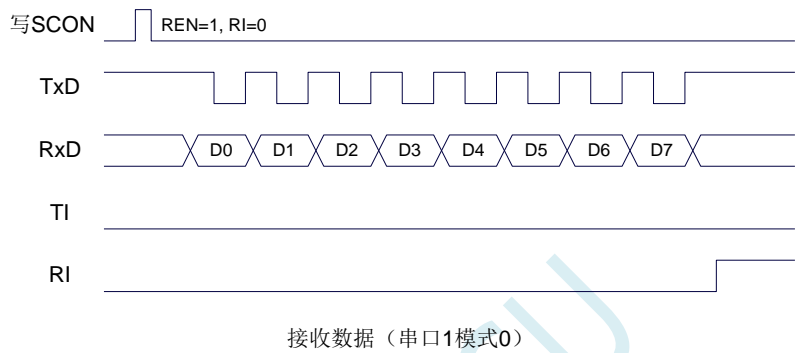 写SCON REN=1, RI=0
TxD
RxD D0 D1 D2 D3 D4 D5 D6 D7
TI
RI
接收数据（串口1模式0）